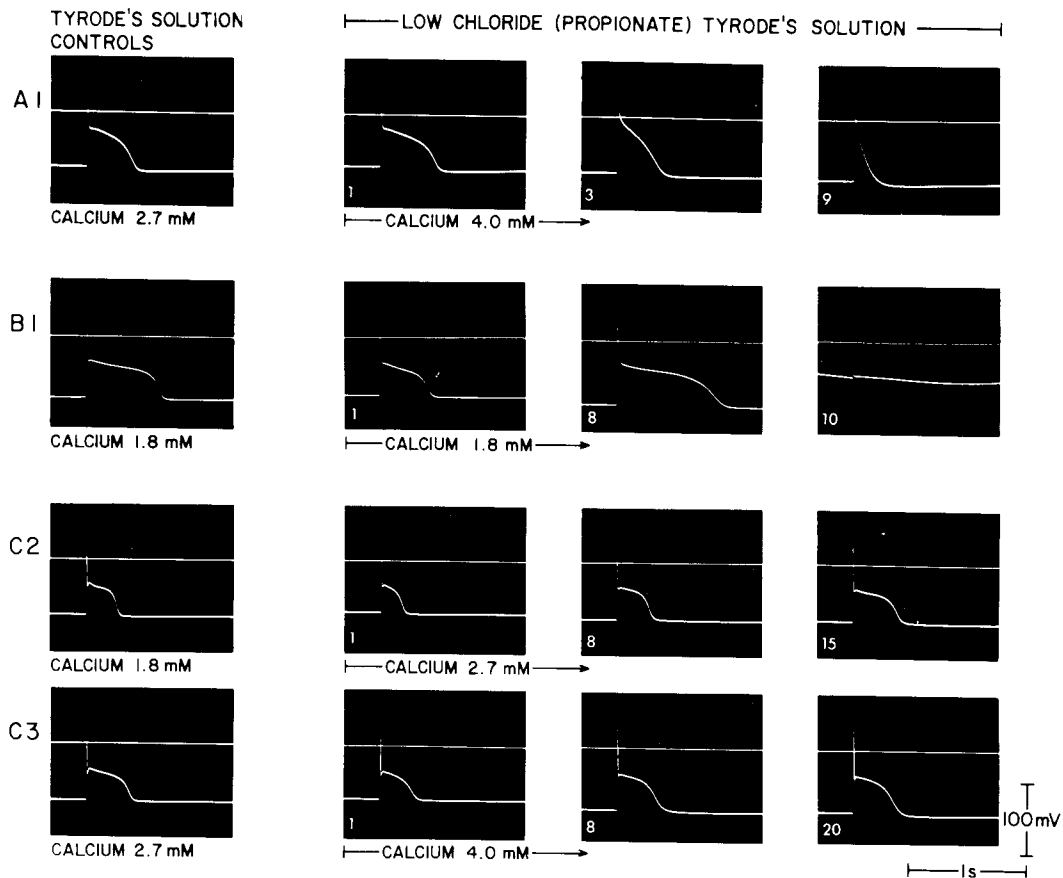 TYRODE'S SOLUTION
CONTROLS
LOW CHLORIDE (PROPIONATE) TYRODE'S SOLUTION
A1
1
3
9
CALCIUM 2.7 mM
CALCIUM 4.0 mM
B1
1
8
10
CALCIUM 1.8 mM
CALCIUM 1.8 mM
C2
1
8
15
CALCIUM 1.8 mM
CALCIUM 2.7 mM
C3
1
8
20
100 mV
CALCIUM 2.7 mM
CALCIUM 4.0 mM
1s